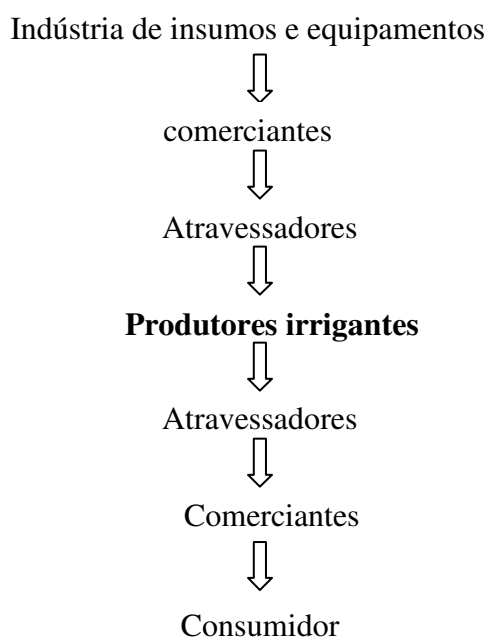 Indústria de insumos e equipamentos
comerciantes
Atravessadores
Produtores irrigantes
Atravessadores
Comerciantes
Consumidor